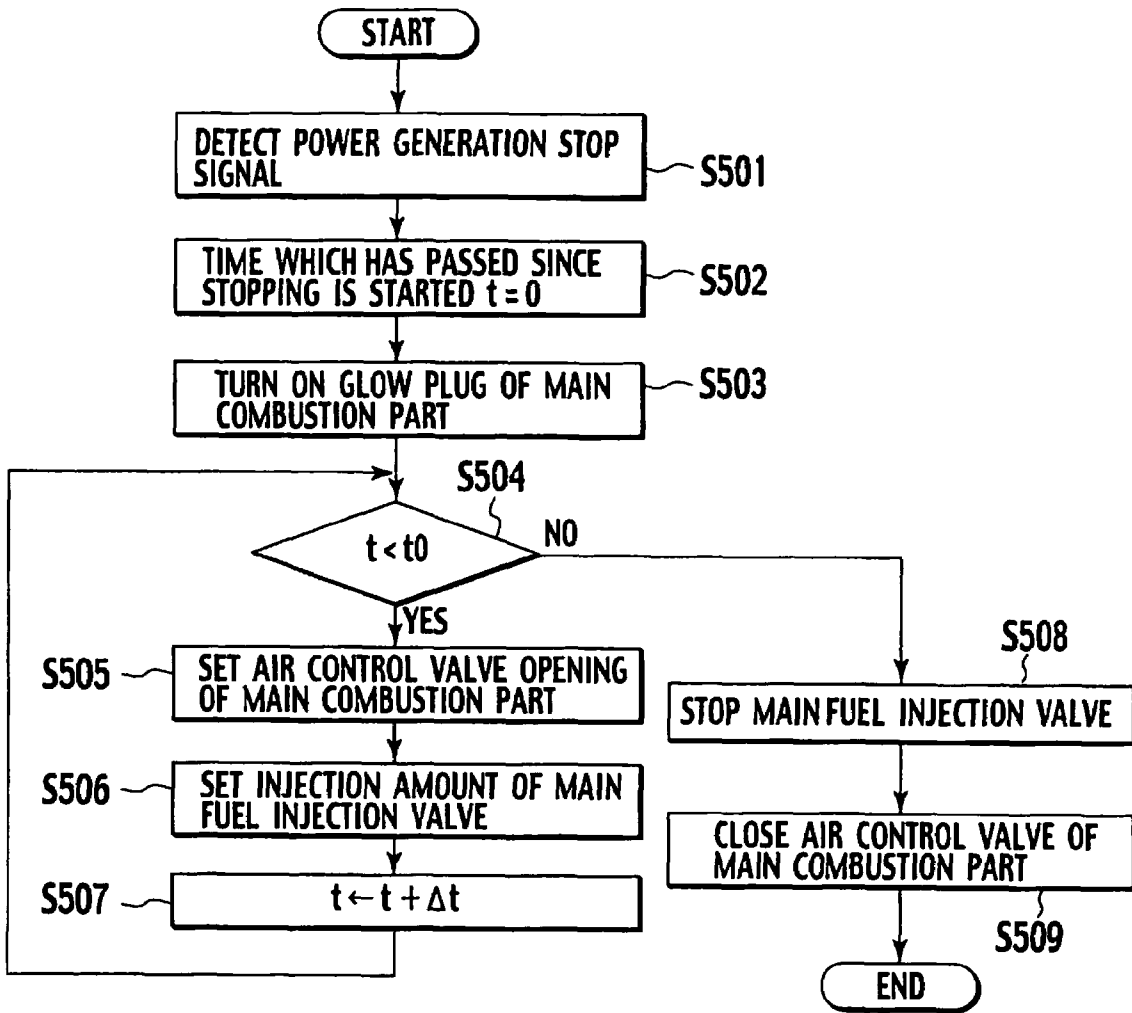 START
DETECT POWER GENERATION STOP
SIGNAL
S501
TIME WHICH HAS PASSED SINCE
STOPPING IS STARTED t = 0
S502
TURN ON GLOW PLUG OF MAIN
COMBUSTION PART
S503
S504
t < t0
NO
YES
S505
SET AIR CONTROL VALVE OPENING
OF MAIN COMBUSTION PART
S506
SET INJECTION AMOUNT OF MAIN
FUEL INJECTION VALVE
S507
t ← t + Δt
S508
STOP MAIN FUEL INJECTION VALVE
CLOSE AIR CONTROL VALVE OF
MAIN COMBUSTION PART
S509
END